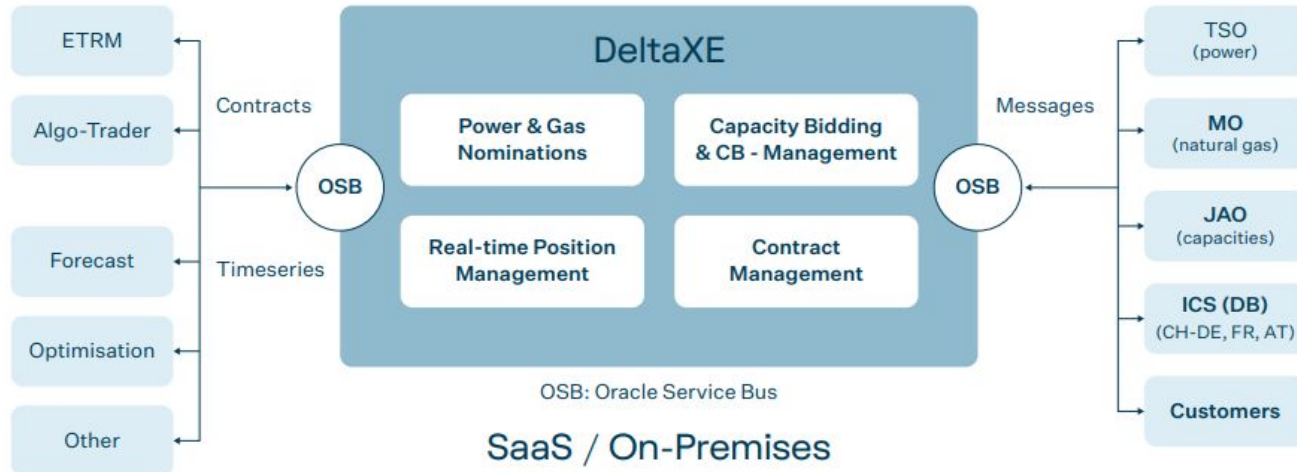 ETRM
Algo-Trader
Forecast
Optimisation
Other
Contracts
Timeseries
OSB
DeltaXE
Power & Gas
Nominations
Capacity Bidding
& CB - Management
Real-time Position
Management
Contract
Management
OSB
Messages
TSO
(power)
MO
(natural gas)
JAO
(capacities)
ICS (DB)
(CH-DE, FR, AT)
Customers
OSB: Oracle Service Bus
SaaS / On-Premises